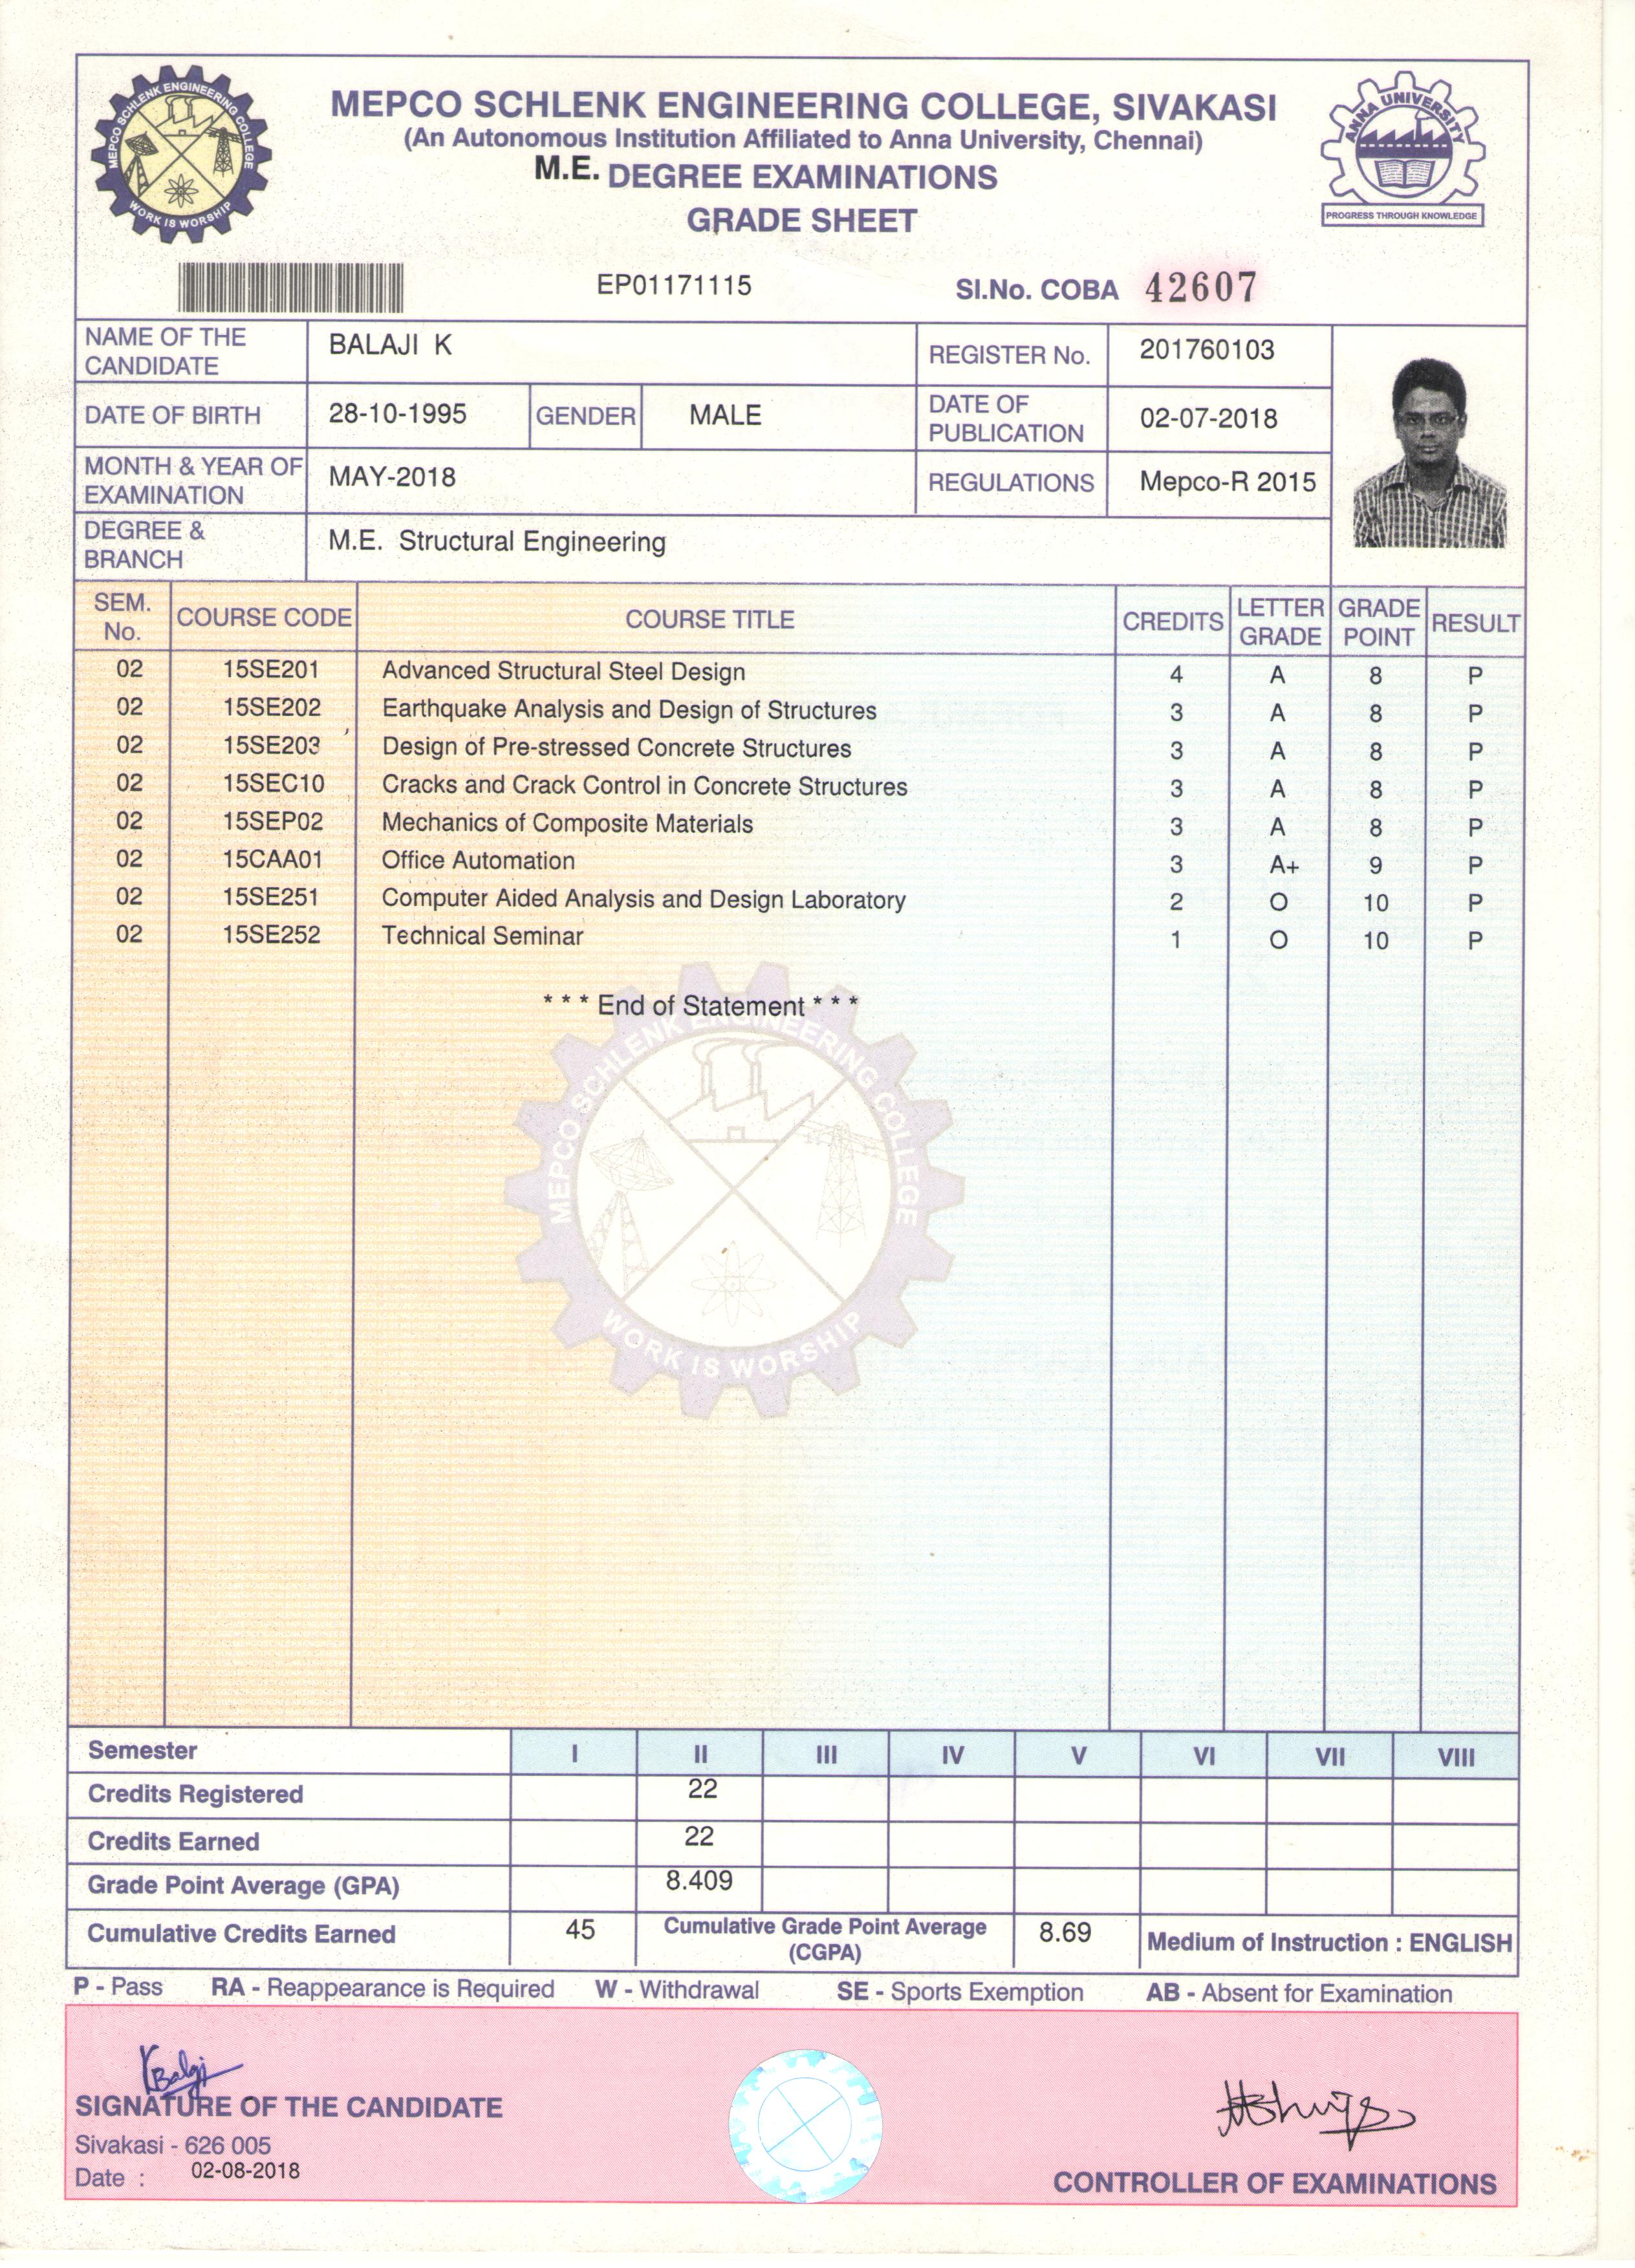 MEPCO SCHLENK ENGINEERING COLLEGE
WORK IS WORSHIP
MEPCO SCHLENK ENGINEERING COLLEGE, SIVAKASI
(An Autonomous Institution Affiliated to Anna University, Chennai)
M.E. DEGREE EXAMINATIONS
GRADE SHEET
ANNA UNIVERSITY
PROGRESS THROUGH KNOWLEDGE
EP01171115 SI.No. COBA 42607
NAME OF THE CANDIDATE BALAJI K REGISTER No. 201760103
DATE OF BIRTH 28-10-1995 GENDER MALE DATE OF PUBLICATION 02-07-2018
MONTH & YEAR OF EXAMINATION MAY-2018 REGULATIONS Mepco-R 2015
DEGREE & BRANCH M.E. Structural Engineering
SEM. No. COURSE CODE COURSE TITLE CREDITS LETTER GRADE GRADE POINT RESULT
02 15SE201 Advanced Structural Steel Design 4 A 8 P
02 15SE202 Earthquake Analysis and Design of Structures 3 A 8 P
02 15SE203 Design of Pre-stressed Concrete Structures 3 A 8 P
02 15SEC10 Cracks and Crack Control in Concrete Structures 3 A 8 P
02 15SEP02 Mechanics of Composite Materials 3 A 8 P
02 15CAA01 Office Automation 3 A+ 9 P
02 15SE251 Computer Aided Analysis and Design Laboratory 2 O 10 P
02 15SE252 Technical Seminar 1 O 10 P
* * * End of Statement * * *
MEPCO SCHLENK ENGINEERING COLLEGE
WORK IS WORSHIP
Semester I II III IV V VI VII VIII
Credits Registered 22
Credits Earned 22
Grade Point Average (GPA) 8.409
Cumulative Credits Earned 45 Cumulative Grade Point Average (CGPA) 8.69 Medium of Instruction : ENGLISH
P - Pass RA - Reappearance is Required W - Withdrawal SE - Sports Exemption AB - Absent for Examination
SIGNATURE OF THE CANDIDATE
Sivakasi - 626 005
Date : 02-08-2018
CONTROLLER OF EXAMINATIONS